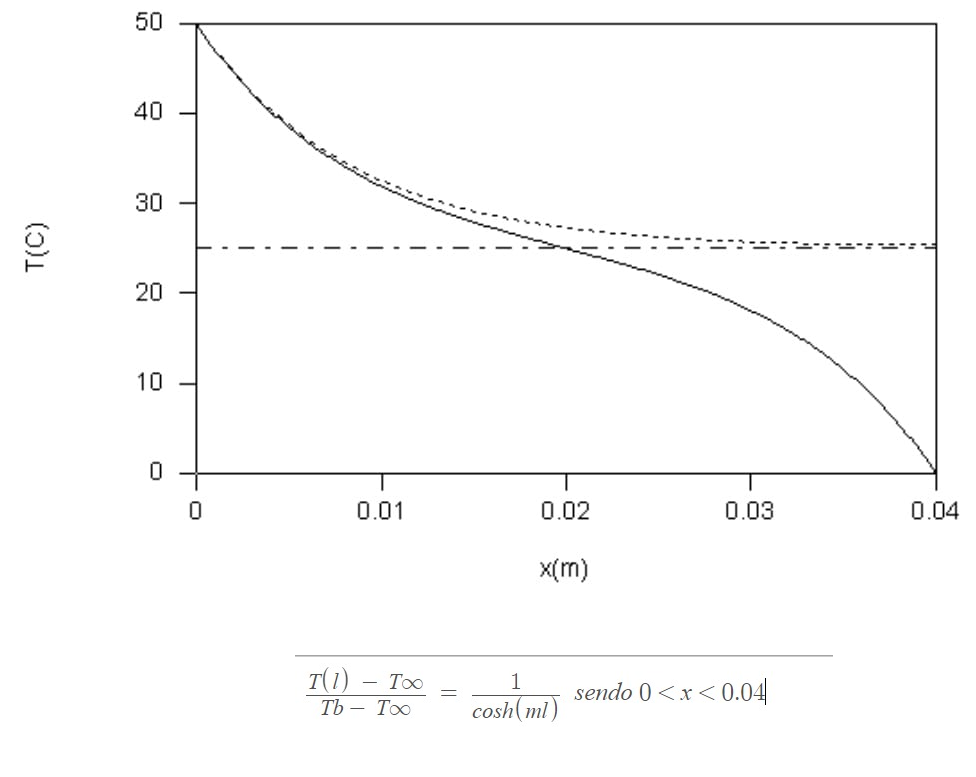 50
40
30
20
10
0
T(C)
0 0.01 0.02 0.03 0.04
x(m)
T(l) − T∞
Tb − T∞
=
1
cosh(ml)
sendo 0 < x < 0.04